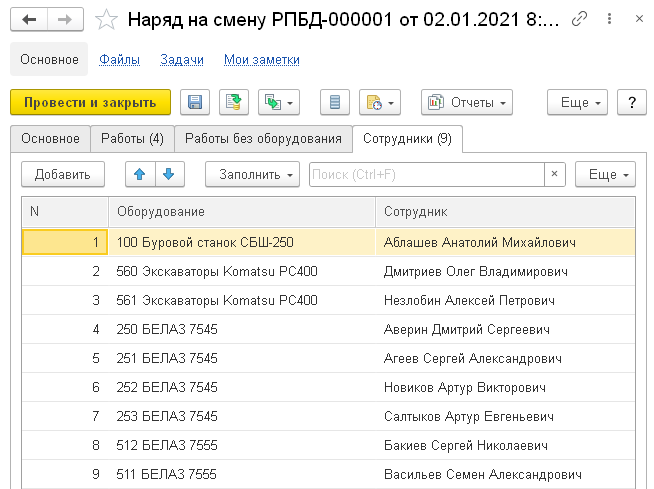 Наряд на смену РПБД-000001 от 02.01.2021 8:...
Основное Файлы Задачи Мои заметки
Провести и закрыть Отчеты Еще ?
Основное Работы (4) Работы без оборудования Сотрудники (9)
Добавить Заполнить Поиск (Ctrl+F) × Еще
N Оборудование Сотрудник
1 100 Буровой станок СБШ-250 Аблашев Анатолий Михайлович
2 560 Экскаваторы Komatsu PC400 Дмитриев Олег Владимирович
3 561 Экскаваторы Komatsu PC400 Незлобин Алексей Петрович
4 250 БЕЛАЗ 7545 Аверин Дмитрий Сергеевич
5 251 БЕЛАЗ 7545 Агеев Сергей Александрович
6 252 БЕЛАЗ 7545 Новиков Артур Викторович
7 253 БЕЛАЗ 7545 Салтыков Артур Евгеньевич
8 512 БЕЛАЗ 7555 Бакиев Сергей Николаевич
9 511 БЕЛАЗ 7555 Васильев Семен Александрович